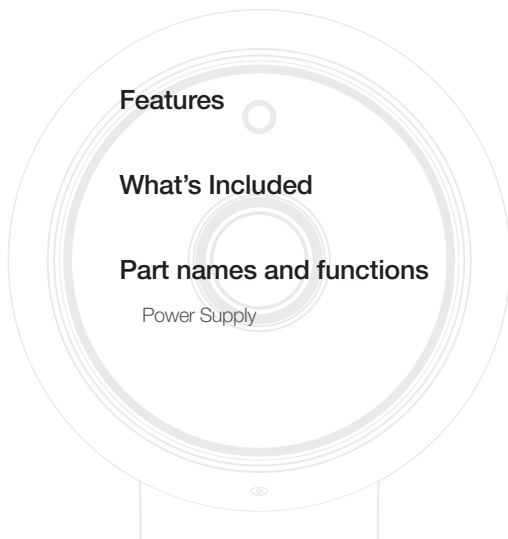 Features
What’s Included
Part names and functions
Power Supply